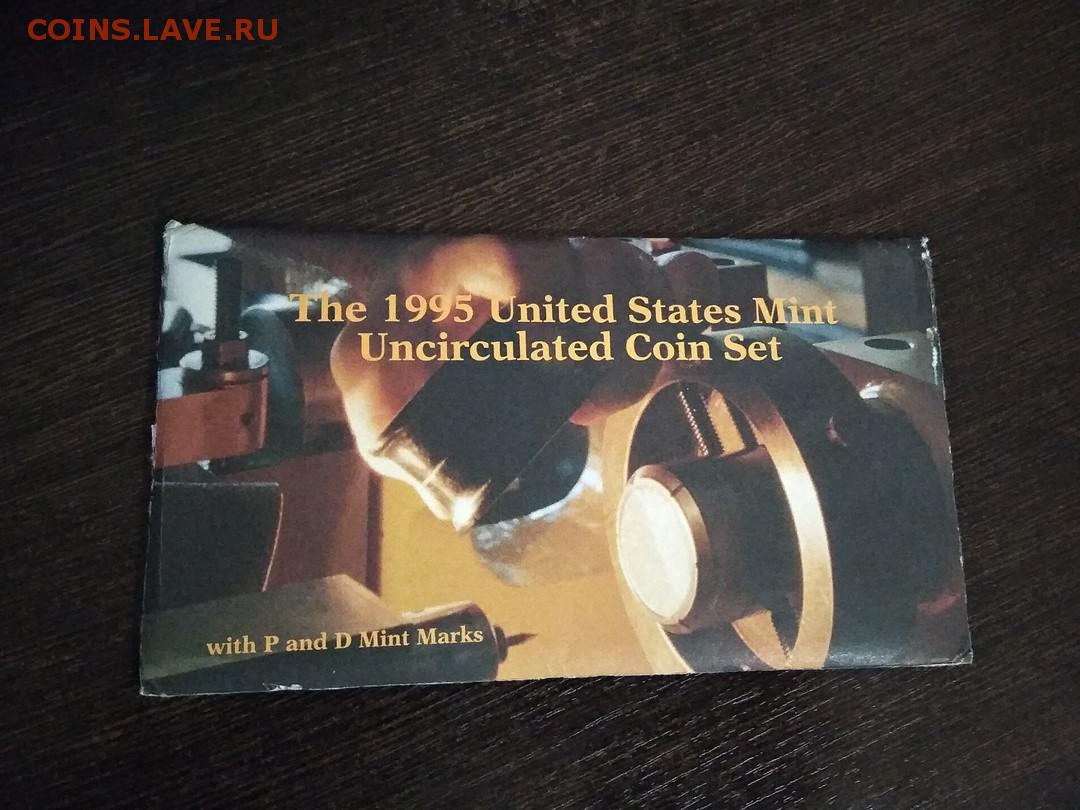 COINS.LAVE.RU
The 1995 United States Mint
Uncirculated Coin Set
with P and D Mint Marks